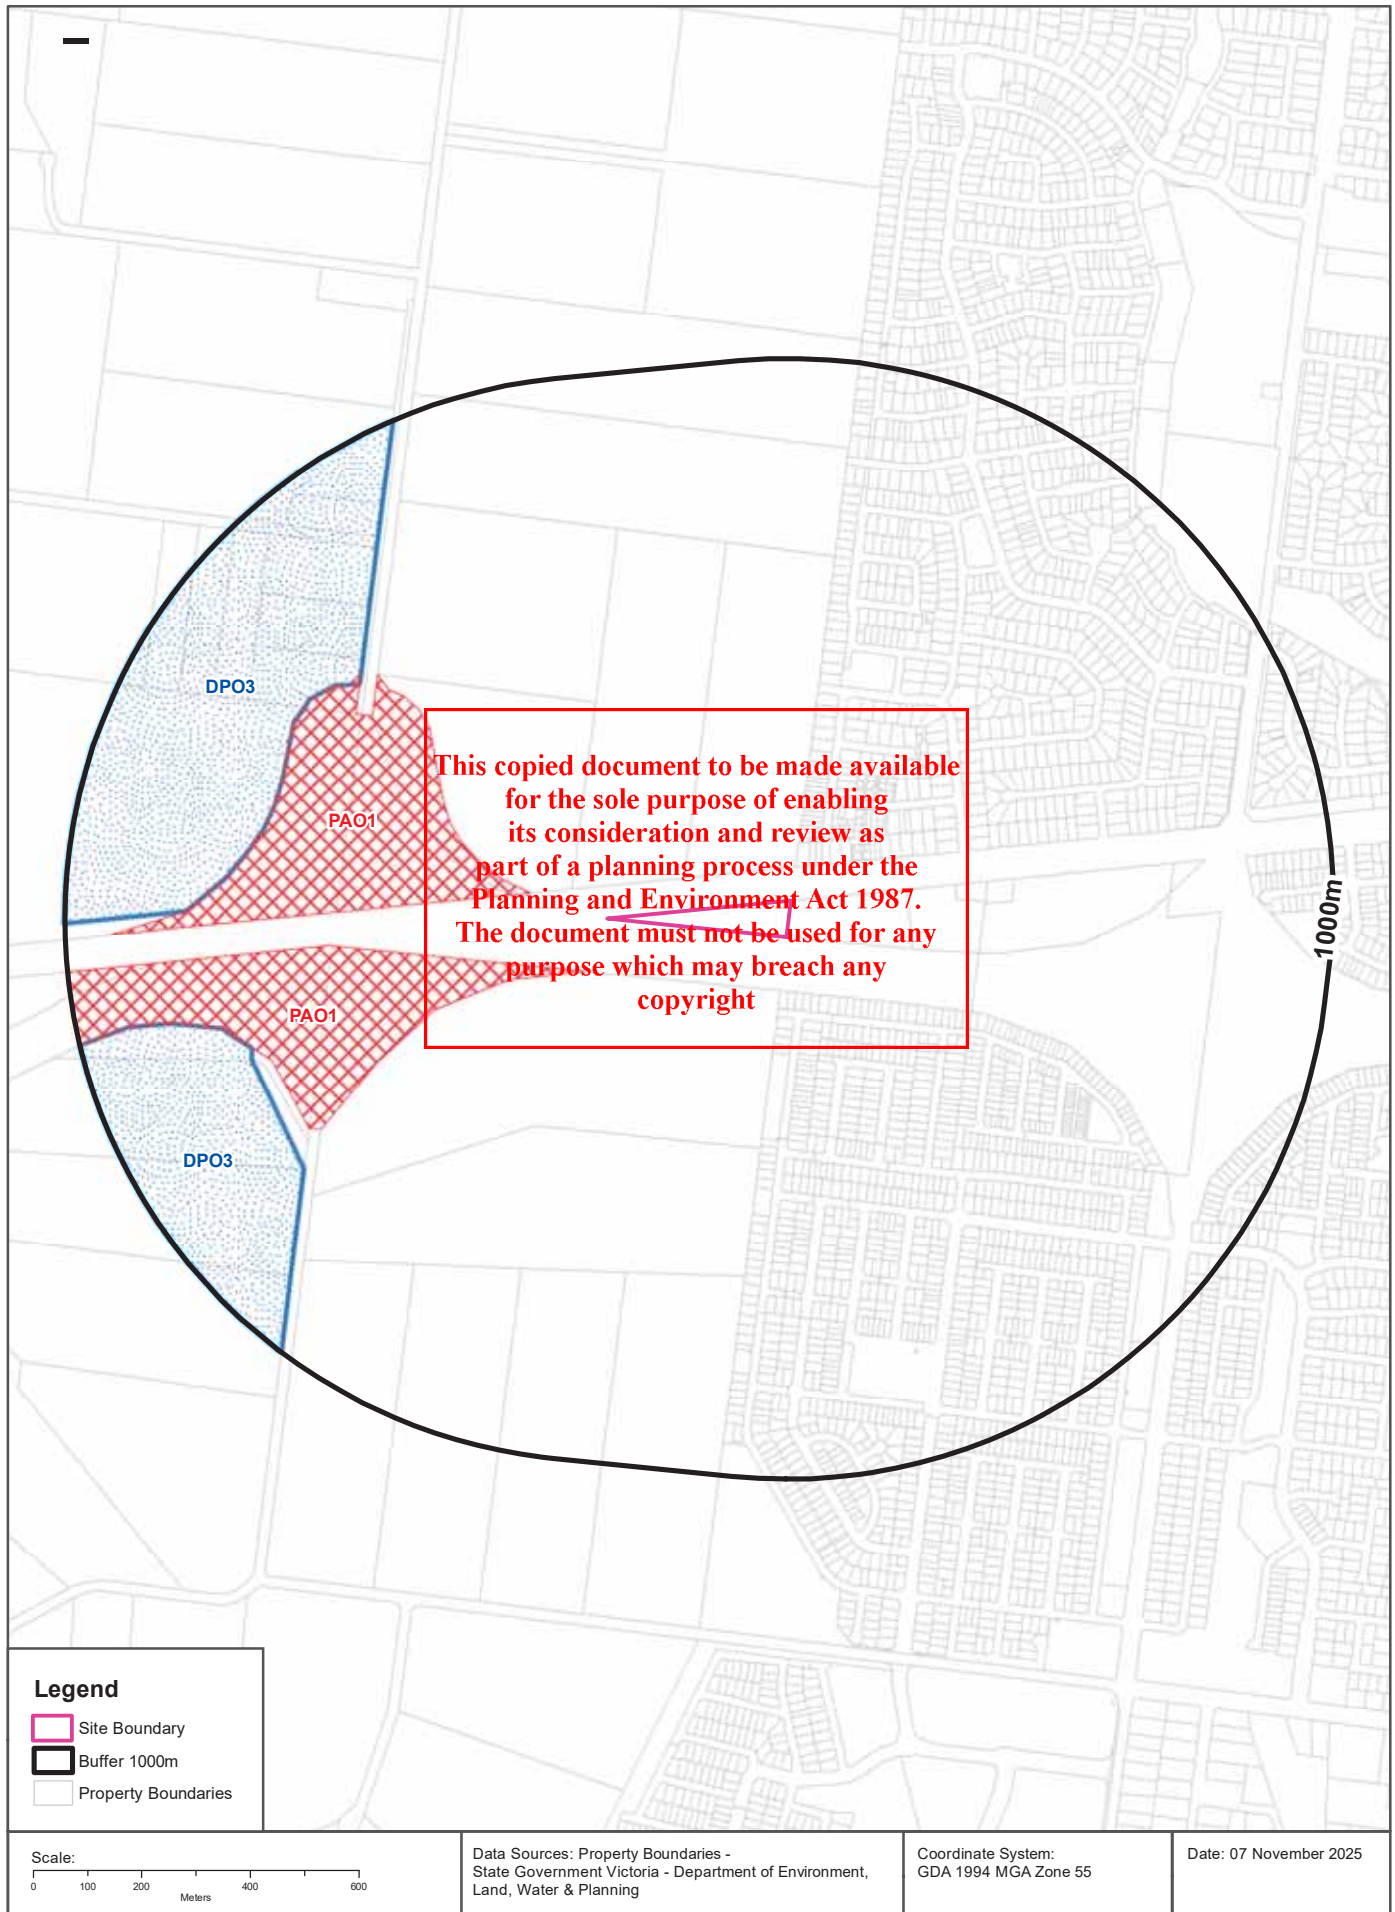 DPO3
PAO1
This copied document to be made available
for the sole purpose of enabling
its consideration and review as
part of a planning process under the
Planning and Environment Act 1987.
The document must not be used for any
purpose which may breach any
copyright
1000m
PAO1
DPO3
Legend
Site Boundary
Buffer 1000m
Property Boundaries
Scale:
0 100 200 400 600
Meters
Data Sources: Property Boundaries -
State Government Victoria - Department of Environment,
Land, Water & Planning
Coordinate System:
GDA 1994 MGA Zone 55
Date: 07 November 2025